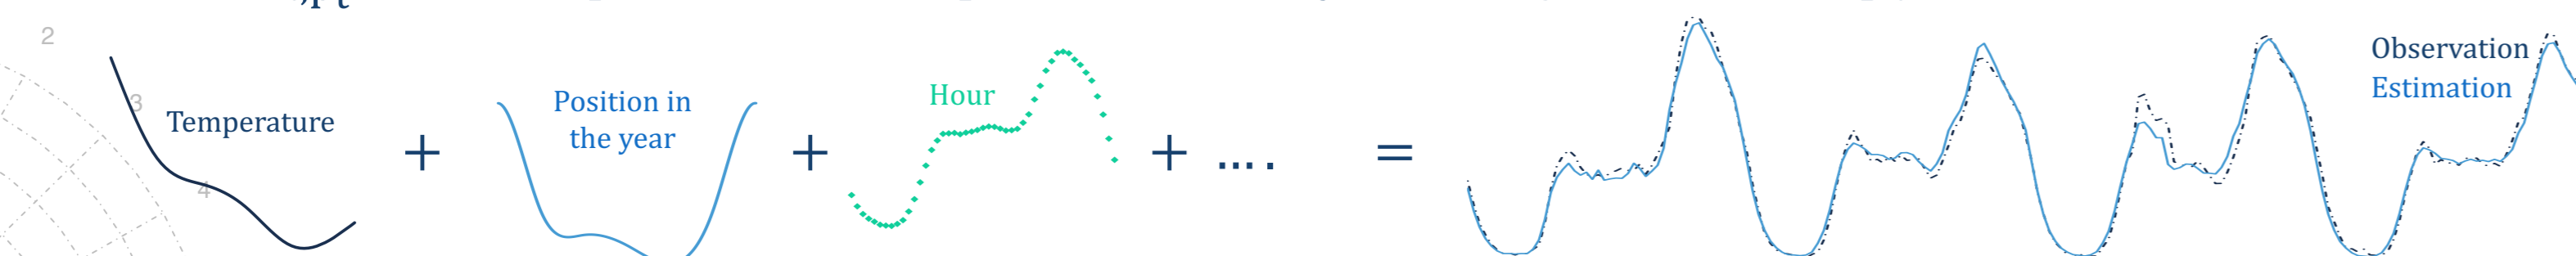 2
3
4
Temperature
+
Position in
the year
+
Hour
+ ....
=
Observation
Estimation